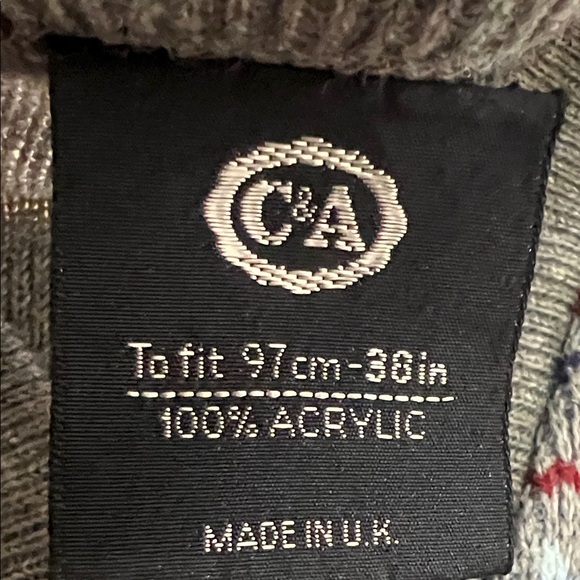 C&A
To fit 97cm-38in
100% ACRYLIC
MADE IN U.K.